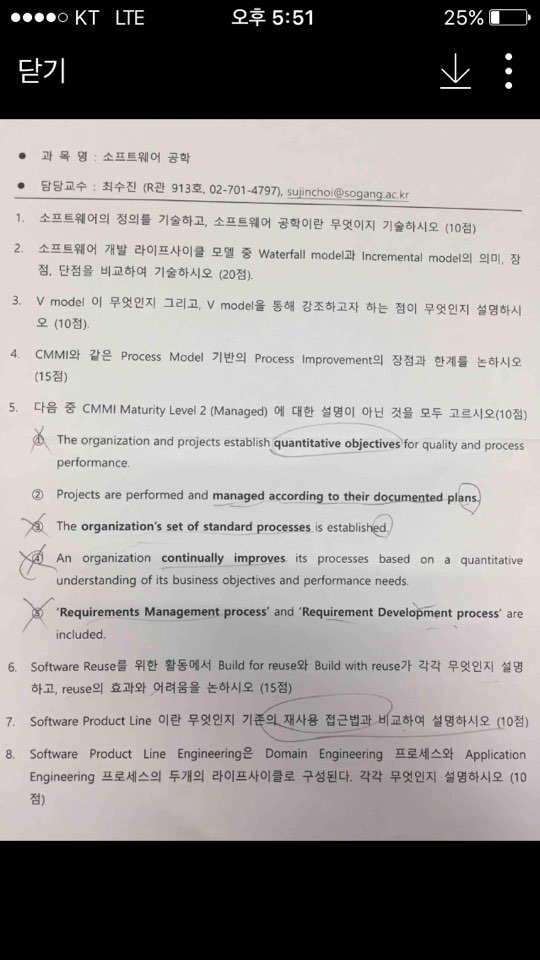 KT LTE 오후 5:51 25%
닫기
● 과 목 명 : 소프트웨어 공학
● 담당교수 : 최수진 (R관 913호, 02-701-4797), sujinchoi@sogang.ac.kr
1. 소프트웨어의 정의를 기술하고, 소프트웨어 공학이란 무엇이지 기술하시오 (10점)
2. 소프트웨어 개발 라이프사이클 모델 중 Waterfall model과 Incremental model의 의미, 장
점, 단점을 비교하여 기술하시오 (20점).
3. V model 이 무엇인지 그리고, V model을 통해 강조하고자 하는 점이 무엇인지 설명하시
오 (10점).
4. CMMI와 같은 Process Model 기반의 Process Improvement의 장점과 한계를 논하시오
(15점)
5. 다음 중 CMMI Maturity Level 2 (Managed) 에 대한 설명이 아닌 것을 모두 고르시오(10점)
① The organization and projects establish quantitative objectives for quality and process
performance.
② Projects are performed and managed according to their documented plans.
③ The organization's set of standard processes is established.
④ An organization continually improves its processes based on a quantitative
understanding of its business objectives and performance needs.
⑤ 'Requirements Management process' and 'Requirement Development process' are
included.
6. Software Reuse를 위한 활동에서 Build for reuse와 Build with reuse가 각각 무엇인지 설명
하고, reuse의 효과와 어려움을 논하시오 (15점)
7. Software Product Line 이란 무엇인지 기존의 재사용 접근법과 비교하여 설명하시오 (10점)
8. Software Product Line Engineering은 Domain Engineering 프로세스와 Application
Engineering 프로세스의 두개의 라이프사이클로 구성된다. 각각 무엇인지 설명하시오 (10
점)